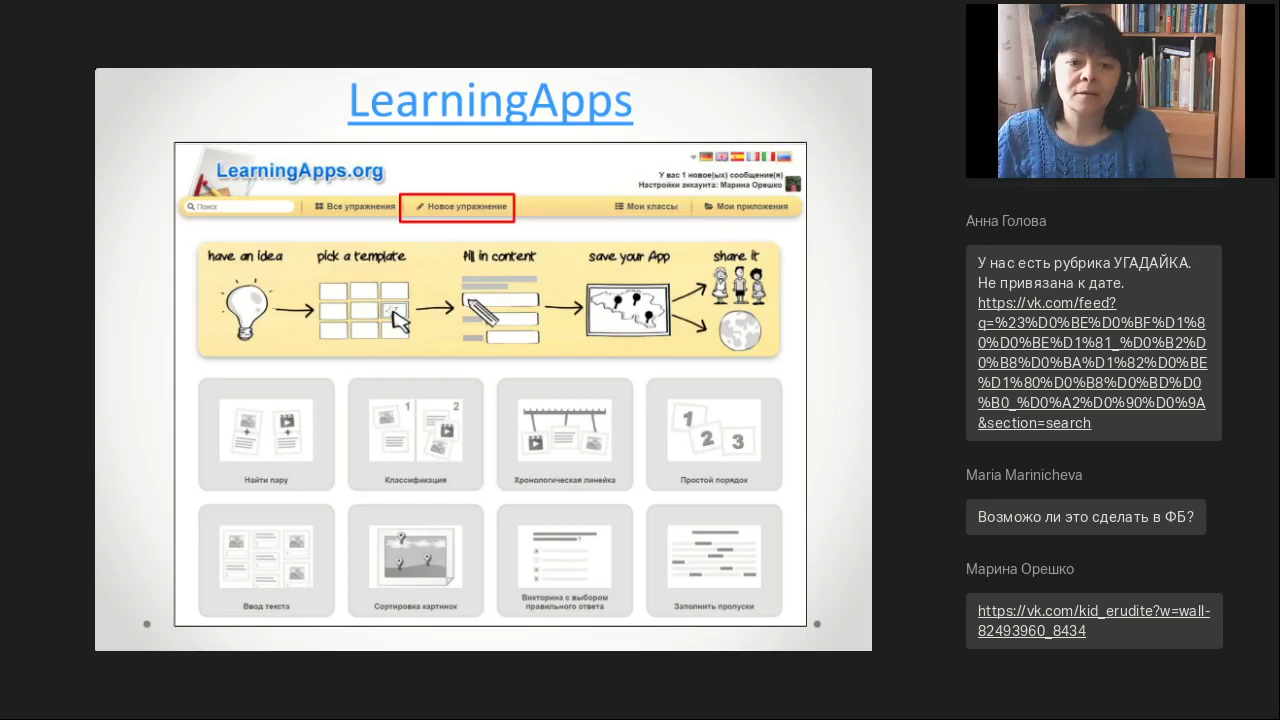 LearningApps
LearningApps.org
У вас 1 новое(ых) сообщение(я)
Настройки аккаунта: Марина Орешко
Поиск
Все упражнения
Новое упражнение
Мои классы
Мои приложения
have an idea
pick a template
fill in content
save your App
share it
1
2
1
2
3
Найти пару
Классификация
Хронологическая линейка
Простой порядок
Ввод текста
Сортировка картинок
Викторина с выбором
правильного ответа
Заполнить пропуски
Анна Голова
У нас есть рубрика УГАДАЙКА.
Не привязана к дате.
https://vk.com/feed?
q=%23%D0%BE%D0%BF%D1%8
0%D0%BE%D1%81_%D0%B2%D
0%B8%D0%BA%D1%82%D0%BE
%D1%80%D0%B8%D0%BD%D0
%B0_%D0%A2%D0%90%D0%9A
&section=search
Maria Marinicheva
Возможо ли это сделать в ФБ?
Марина Орешко
https://vk.com/kid_erudite?w=wall-
82493960_8434